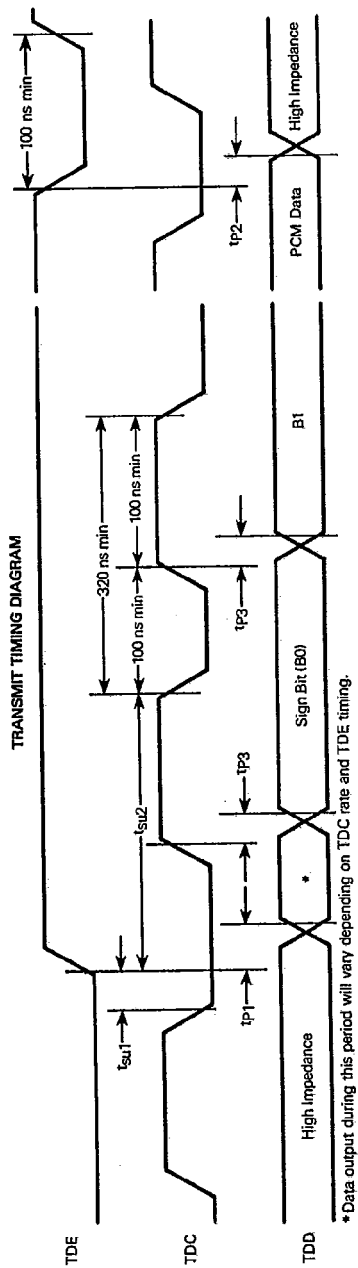 TRANSMIT TIMING DIAGRAM
TDE
100 ns min
TDC
tsu1
tsu2
320 ns min
100 ns min
100 ns min
tP1
tP3
tP3
tP2
TDD
High Impedance
*
Sign Bit (B0)
B1
PCM Data
High Impedance
*Data output during this period will vary depending on TDC rate and TDE timing.